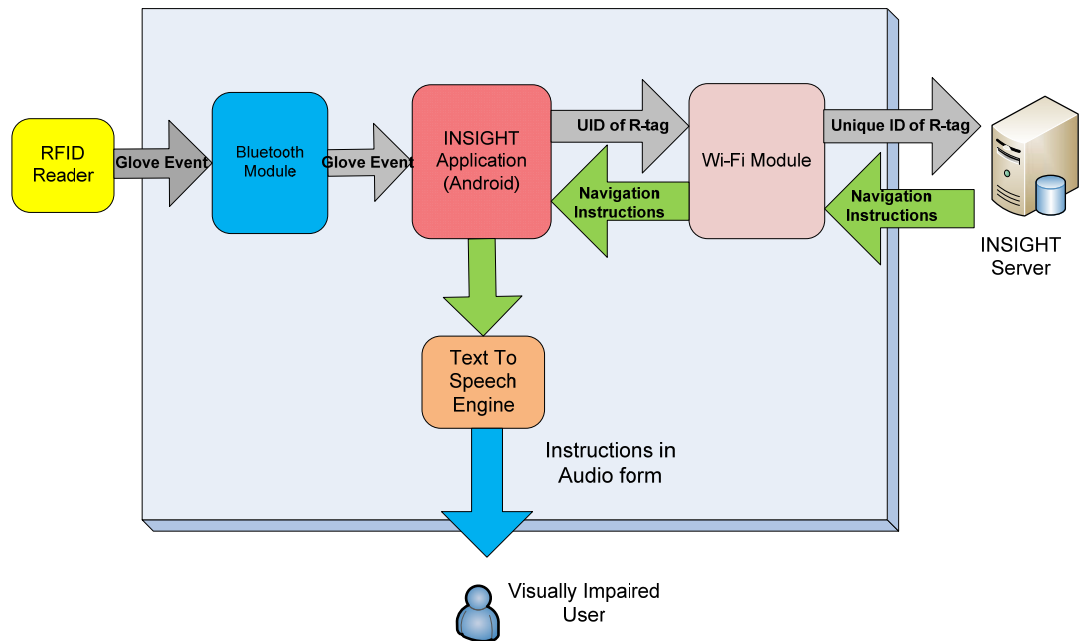 RFID
Reader
Glove Event
Bluetooth
Module
Glove Event
INSIGHT
Application
(Android)
UID of R-tag
Navigation
Instructions
Wi-Fi Module
Unique ID of R-tag
Navigation
Instructions
INSIGHT
Server
Text To
Speech
Engine
Instructions in
Audio form
Visually Impaired
User